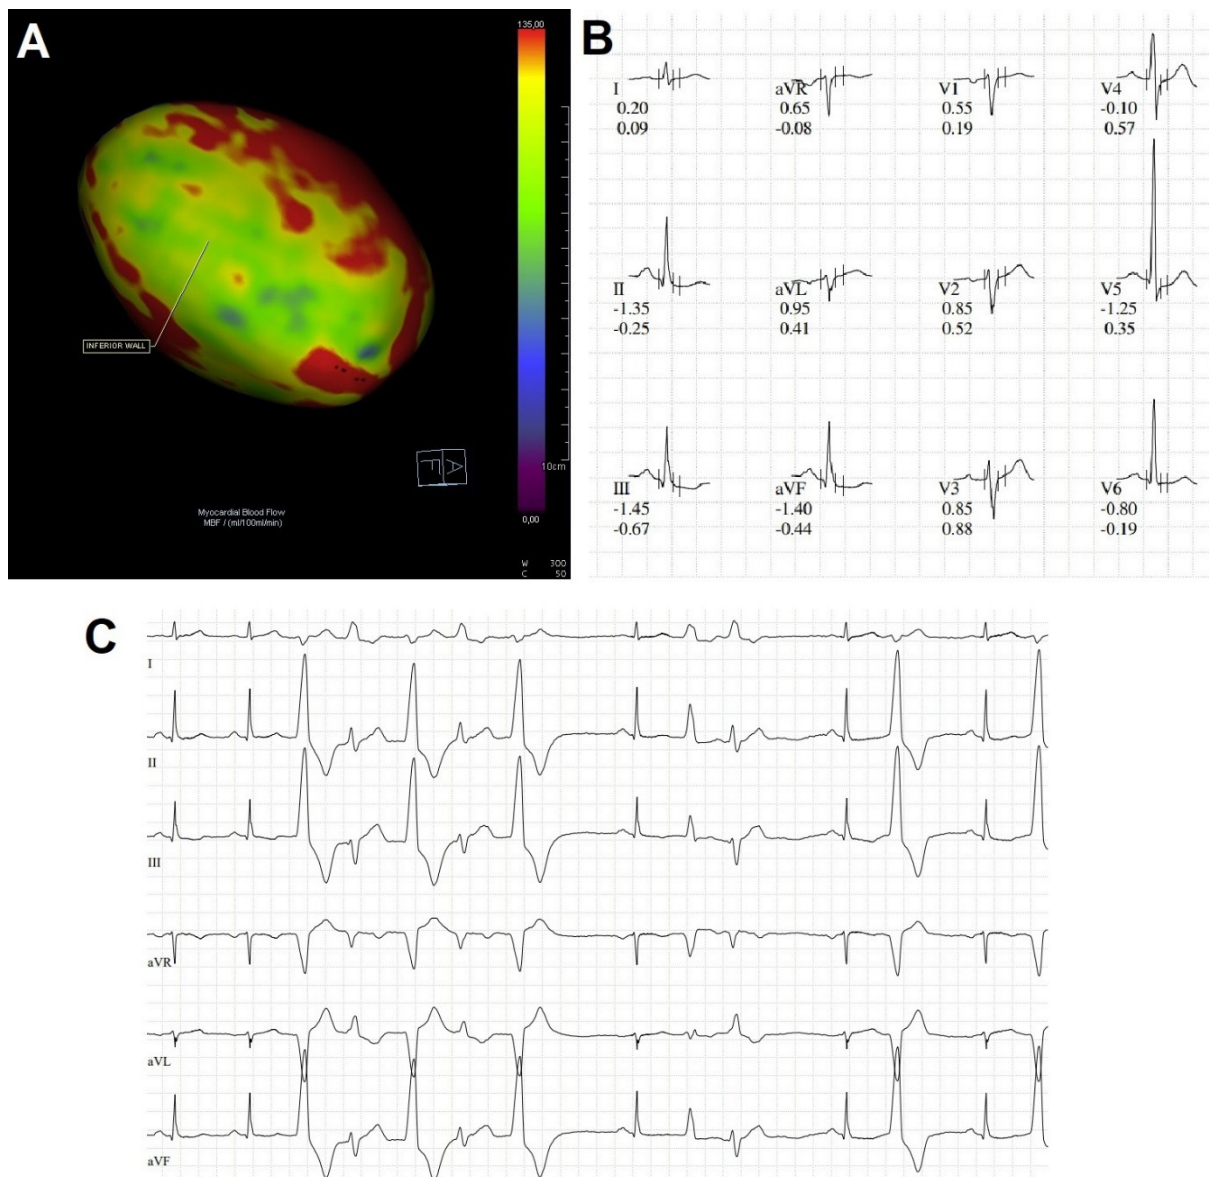 A
135,00
INFERIOR WALL
10cm
Myocardial Blood Flow
MBF / (ml/100ml/min)
0,00
W 300
C 50
B
I
0.20
0.09
aVR
0.65
-0.08
V1
0.55
0.19
V4
-0.10
0.57
II
-1.35
-0.25
aVL
0.95
0.41
V2
0.85
0.52
V5
-1.25
0.35
III
-1.45
-0.67
aVF
-1.40
-0.44
V3
0.85
0.88
V6
-0.80
-0.19
C
I
II
III
aVR
aVL
aVF